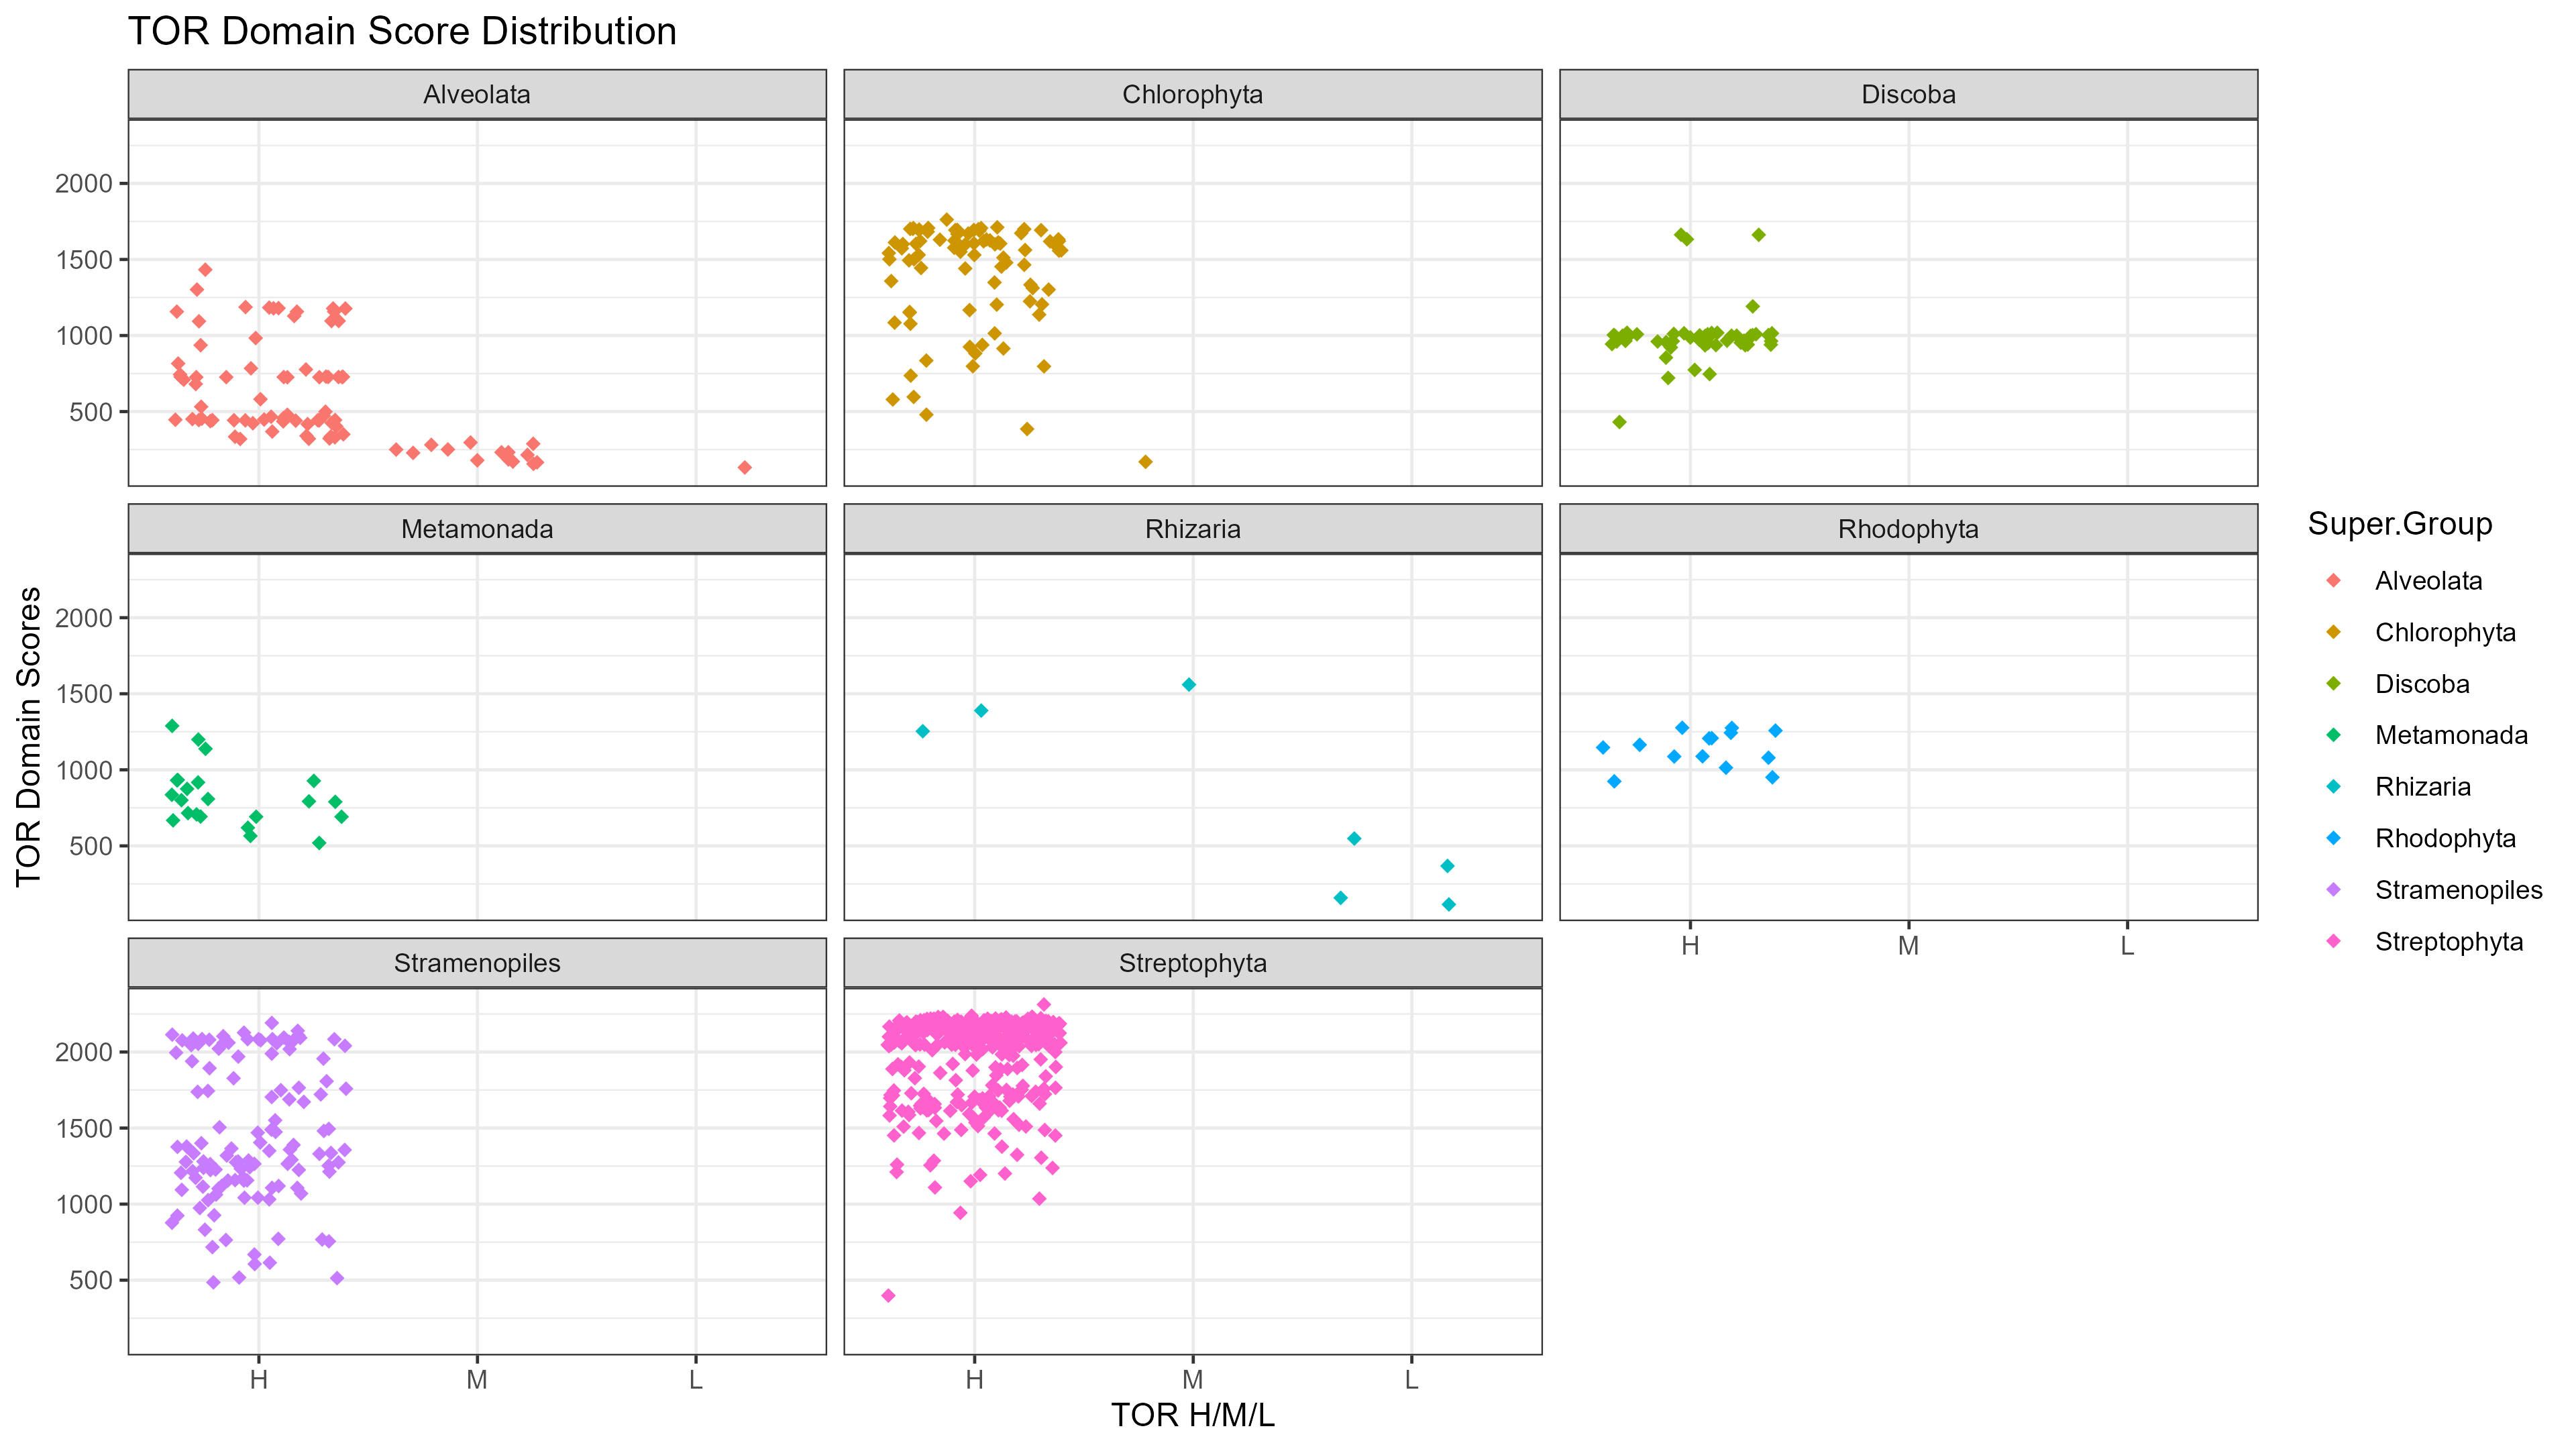 TOR Domain Score Distribution
Alveolata
Chlorophyta
Discoba
2000
1500
1000
500
Metamonada
Rhizaria
Rhodophyta
2000
1500
1000
500
H M L
Stramenopiles
Streptophyta
2000
1500
1000
500
H M L
H M L
TOR Domain Scores
TOR H/M/L
Super.Group
Alveolata
Chlorophyta
Discoba
Metamonada
Rhizaria
Rhodophyta
Stramenopiles
Streptophyta